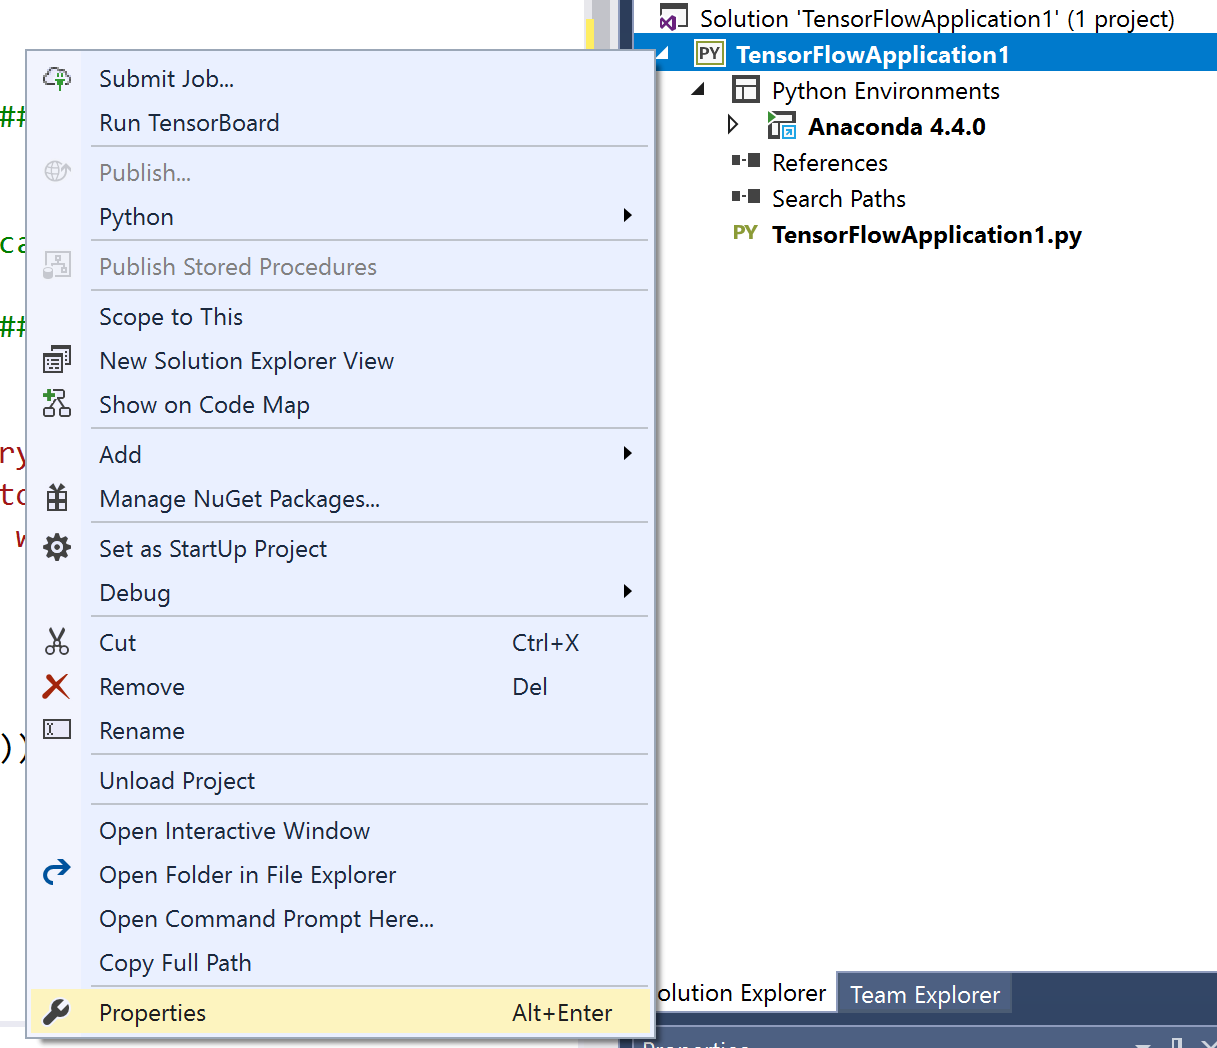 Submit Job...
Run TensorBoard
Publish...
Python
Publish Stored Procedures
Scope to This
New Solution Explorer View
Show on Code Map
Add
Manage NuGet Packages...
Set as StartUp Project
Debug
Cut Ctrl+X
Remove Del
Rename
Unload Project
Open Interactive Window
Open Folder in File Explorer
Open Command Prompt Here...
Copy Full Path
Properties Alt+Enter
##
ca
##
ry
to
w
))
Solution 'TensorFlowApplication1' (1 project)
PY TensorFlowApplication1
Python Environments
Anaconda 4.4.0
References
Search Paths
PY TensorFlowApplication1.py
olution Explorer Team Explorer
Properties